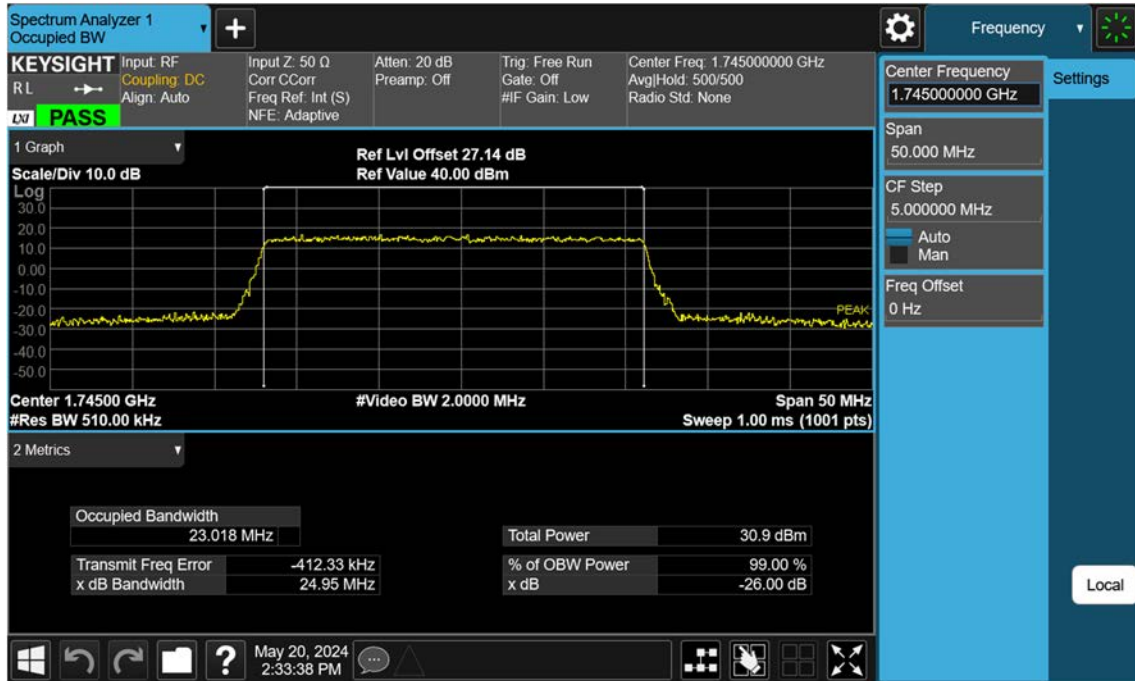 Spectrum Analyzer 1
Occupied BW
+
Frequency
KEYSIGHT
R L
LXI PASS
Input: RF
Coupling: DC
Align: Auto
Input Z: 50 Ω
Corr CCorr
Freq Ref: Int (S)
NFE: Adaptive
Atten: 20 dB
Preamp: Off
Trig: Free Run
Gate: Off
#IF Gain: Low
Center Freq: 1.745000000 GHz
Avg|Hold: 500/500
Radio Std: None
Center Frequency
1.745000000 GHz
Settings
Span
50.000 MHz
CF Step
5.000000 MHz
Auto
Man
Freq Offset
0 Hz
Local
1 Graph
Scale/Div 10.0 dB
Ref Lvl Offset 27.14 dB
Ref Value 40.00 dBm
Log
30.0
20.0
10.0
0.00
-10.0
-20.0
-30.0
-40.0
-50.0
PEAK
Center 1.74500 GHz
#Video BW 2.0000 MHz
Span 50 MHz
#Res BW 510.00 kHz
Sweep 1.00 ms (1001 pts)
2 Metrics
Occupied Bandwidth
23.018 MHz
Total Power 30.9 dBm
Transmit Freq Error -412.33 kHz
% of OBW Power 99.00 %
x dB Bandwidth 24.95 MHz
x dB -26.00 dB
?
May 20, 2024
2:33:38 PM